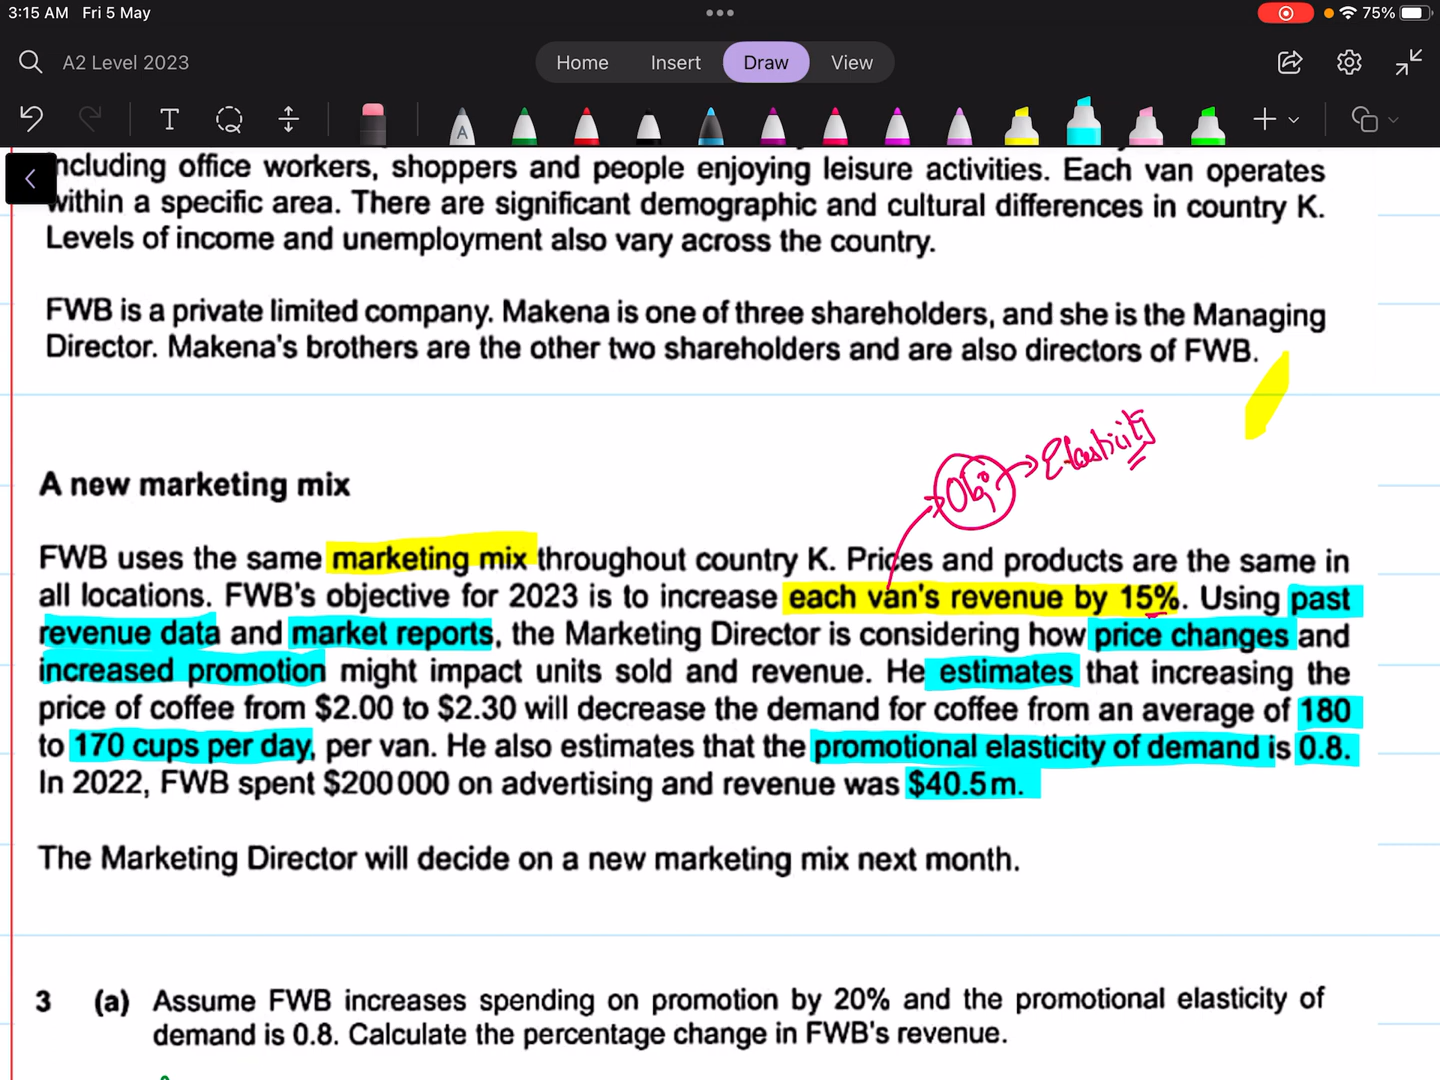 3:15 AM Fri 5 May
75%
A2 Level 2023
Home Insert Draw View
T
A
including office workers, shoppers and people enjoying leisure activities. Each van operates
within a specific area. There are significant demographic and cultural differences in country K.
Levels of income and unemployment also vary across the country.
FWB is a private limited company. Makena is one of three shareholders, and she is the Managing
Director. Makena's brothers are the other two shareholders and are also directors of FWB.
Obj
Elasticity
A new marketing mix
FWB uses the same marketing mix throughout country K. Prices and products are the same in
all locations. FWB's objective for 2023 is to increase each van's revenue by 15%. Using past
revenue data and market reports, the Marketing Director is considering how price changes and
increased promotion might impact units sold and revenue. He estimates that increasing the
price of coffee from $2.00 to $2.30 will decrease the demand for coffee from an average of 180
to 170 cups per day, per van. He also estimates that the promotional elasticity of demand is 0.8.
In 2022, FWB spent $200 000 on advertising and revenue was $40.5 m.
The Marketing Director will decide on a new marketing mix next month.
3 (a) Assume FWB increases spending on promotion by 20% and the promotional elasticity of
demand is 0.8. Calculate the percentage change in FWB's revenue.